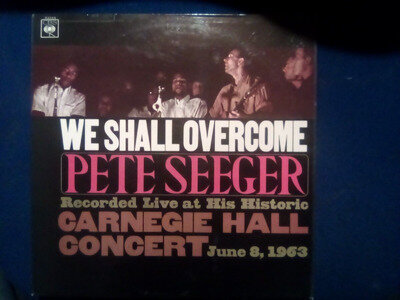 WE SHALL OVERCOME
PETE SEEGER
Recorded Live at His Historic
CARNEGIE HALL
CONCERT June 8, 1963